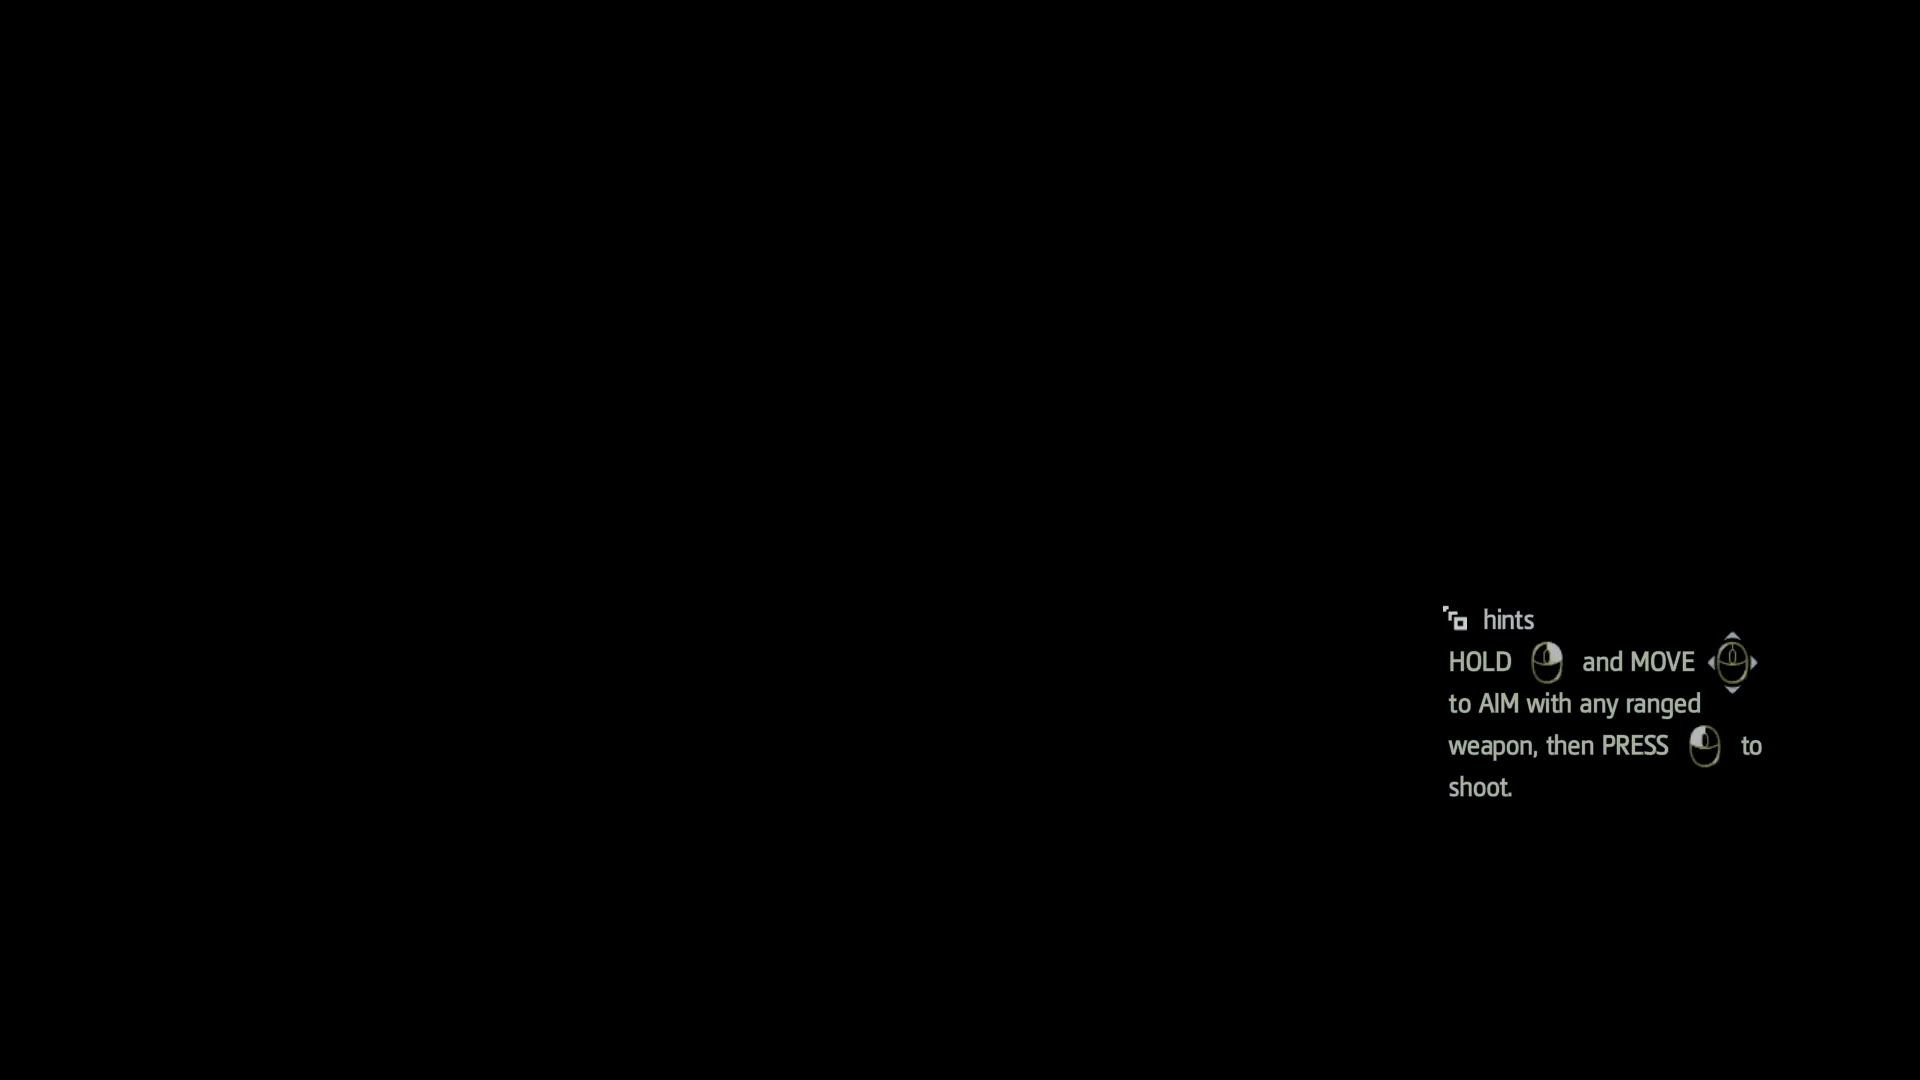 hints
HOLD and MOVE
to AIM with any ranged
weapon, then PRESS to
shoot.